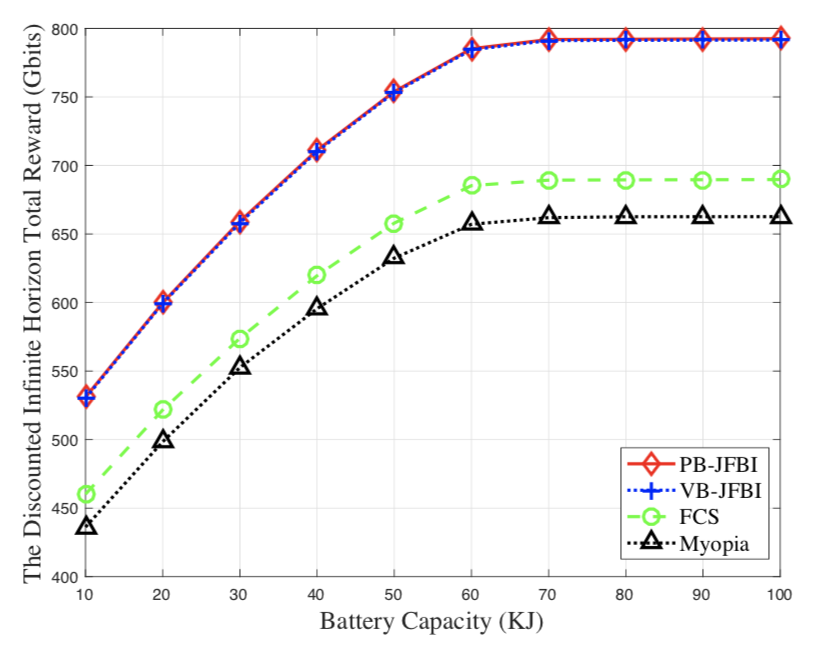 The Discounted Infinite Horizon Total Reward (Gbits)
800
750
700
650
600
550
500
450
400
PB-JFBI
VB-JFBI
FCS
Myopia
10 20 30 40 50 60 70 80 90 100
Battery Capacity (KJ)